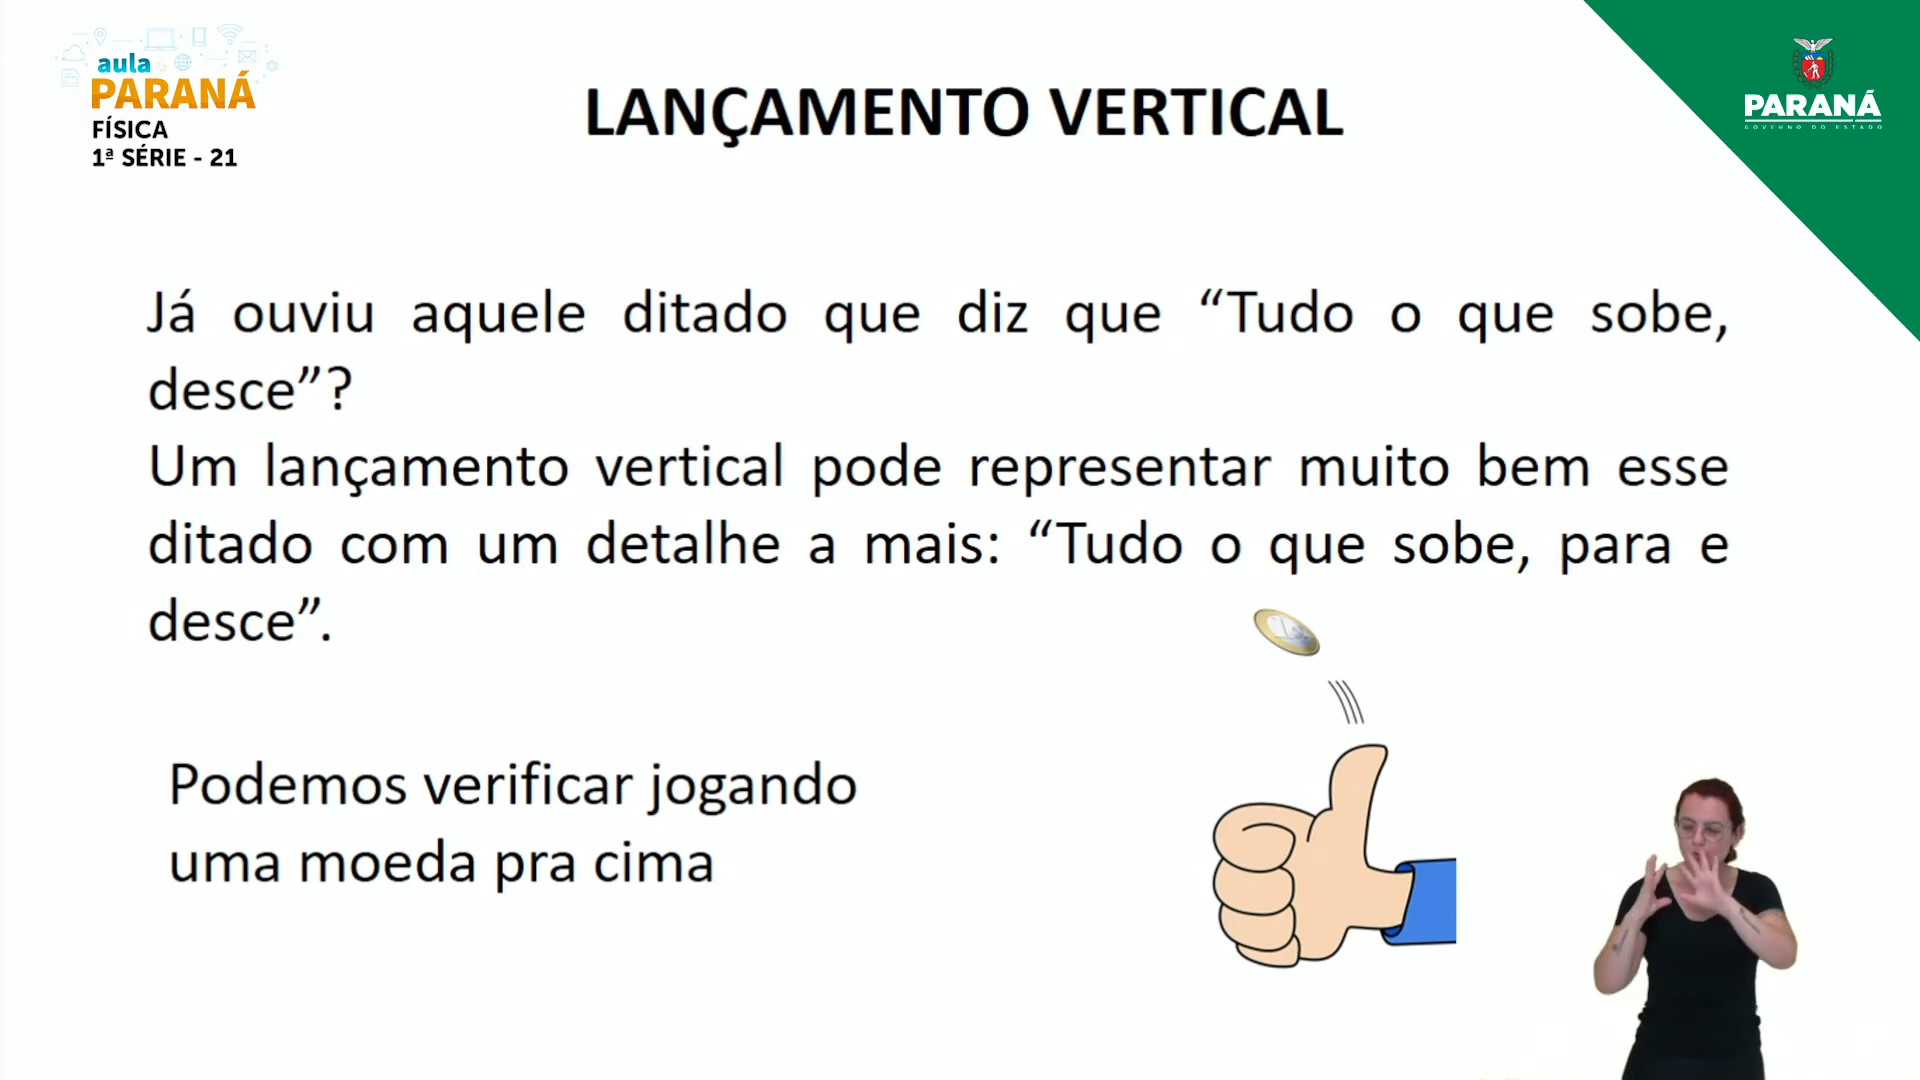 aula
PARANÁ
FÍSICA
1ª SÉRIE - 21
LANÇAMENTO VERTICAL
PARANÁ
GOVERNO DO ESTADO
Já ouviu aquele ditado que diz que “Tudo o que sobe,
desce”?
Um lançamento vertical pode representar muito bem esse
ditado com um detalhe a mais: “Tudo o que sobe, para e
desce”.
Podemos verificar jogando
uma moeda pra cima